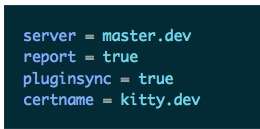 server = master.dev
report = true
pluginsync = true
certname = kitty.dev